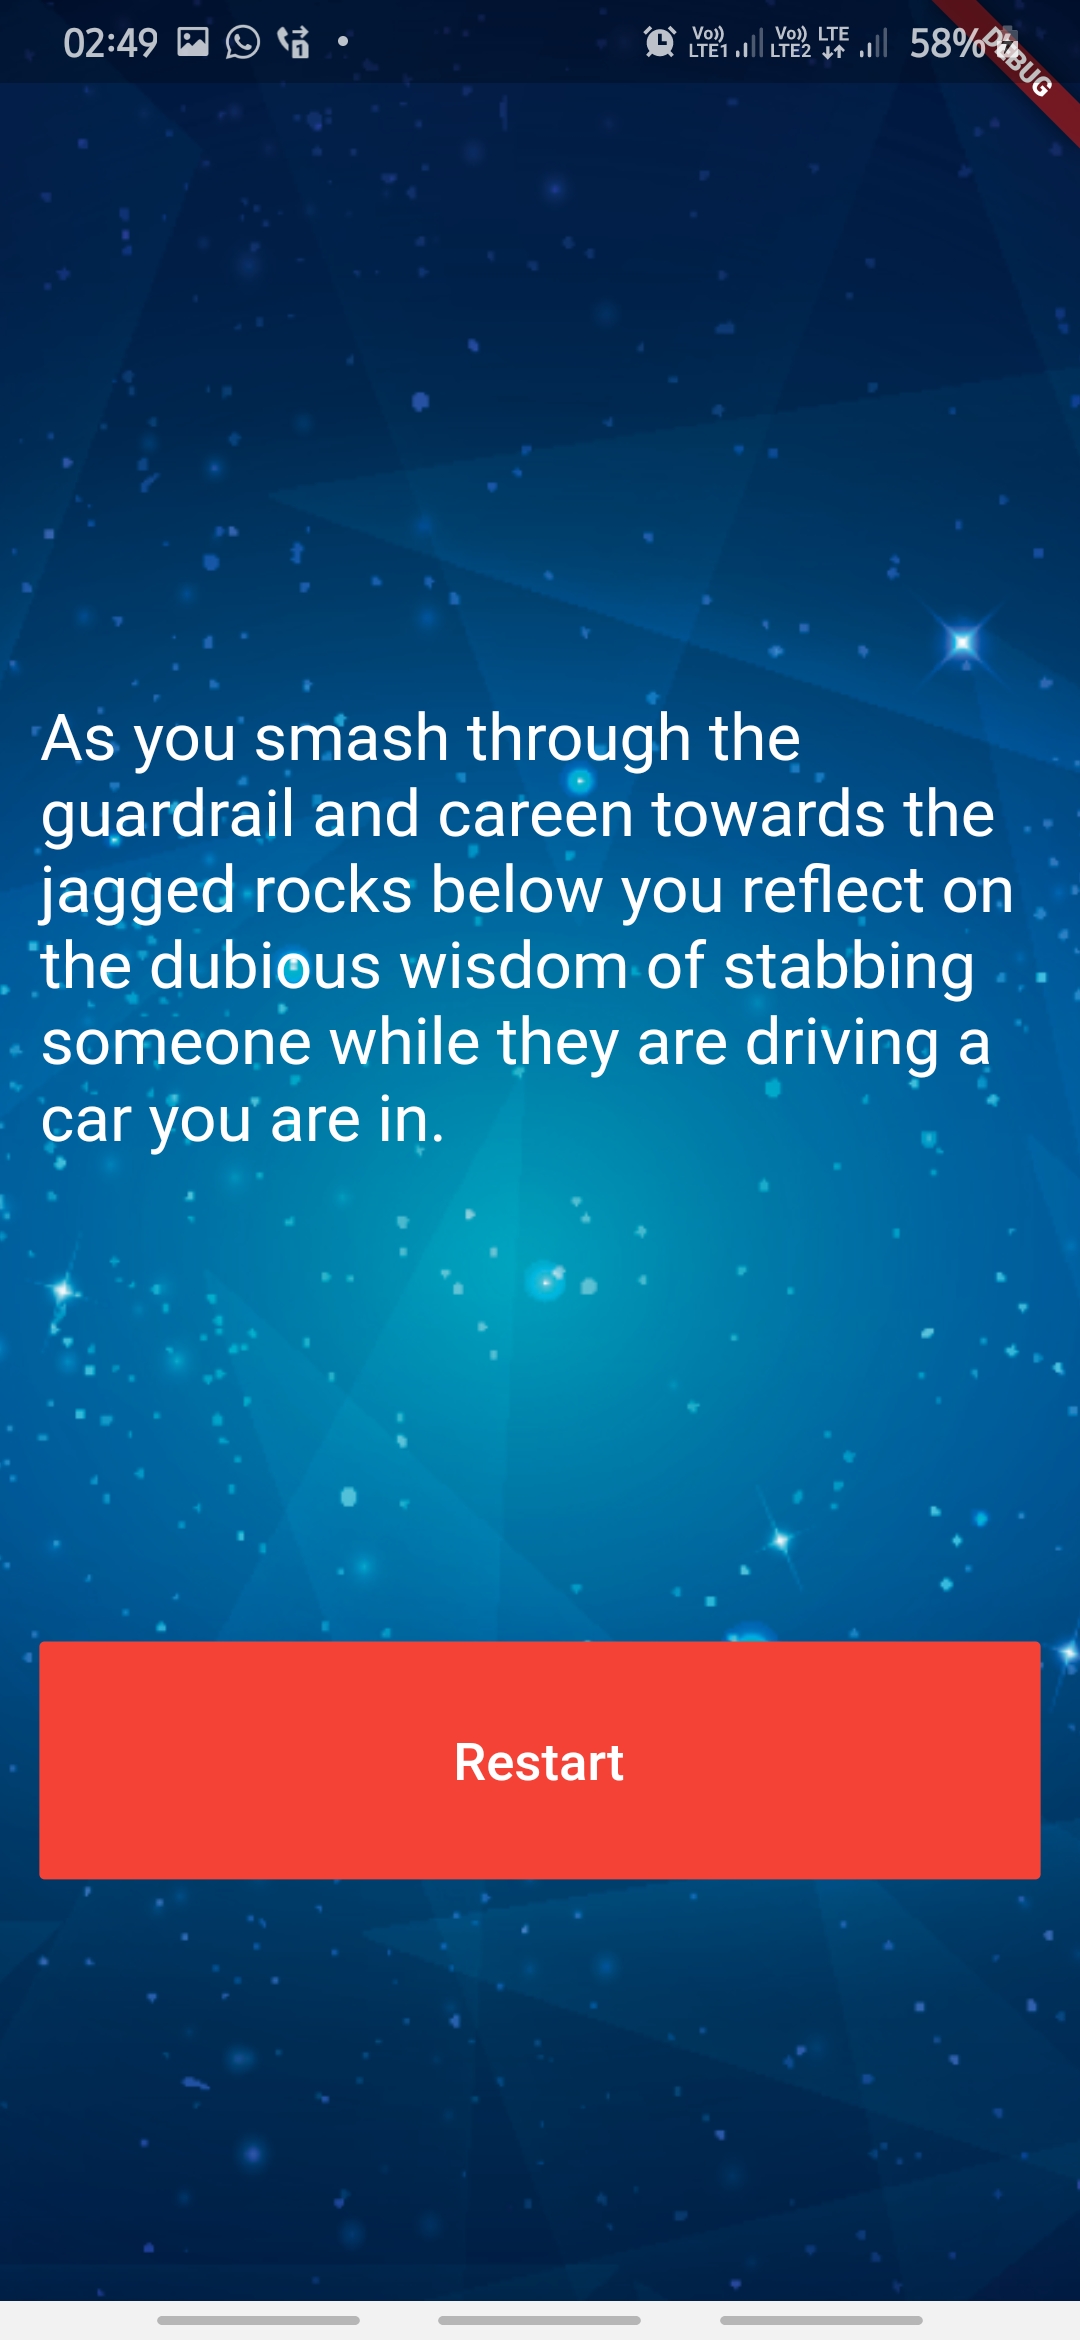 02:49
1
Vo)) LTE1 Vo)) LTE2 LTE 58%
DEBUG
As you smash through the
guardrail and careen towards the
jagged rocks below you reflect on
the dubious wisdom of stabbing
someone while they are driving a
car you are in.
Restart